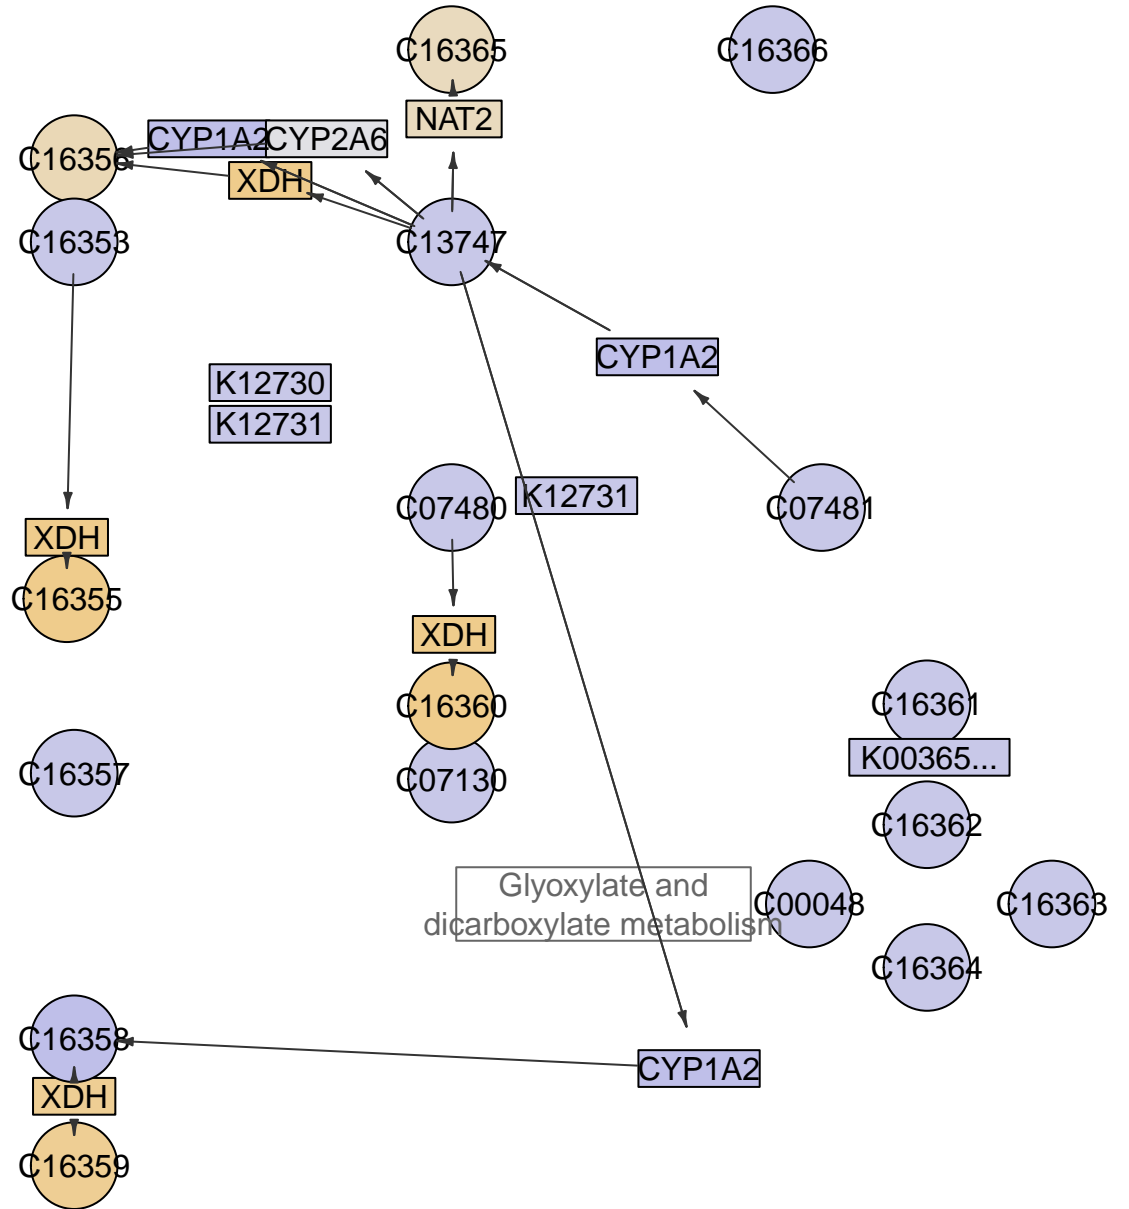 C16365
C16366
NAT2
CYP1A2
CYP2A6
C16356
XDH
C16353
C13747
CYP1A2
K12730
K12731
C07480
K12731
C07481
XDH
C16355
XDH
C16360
C16361
K00365...
C16357
C07130
C16362
Glyoxylate and
dicarboxylate metabolism
C00048
C16363
C16364
C16358
CYP1A2
XDH
C16359